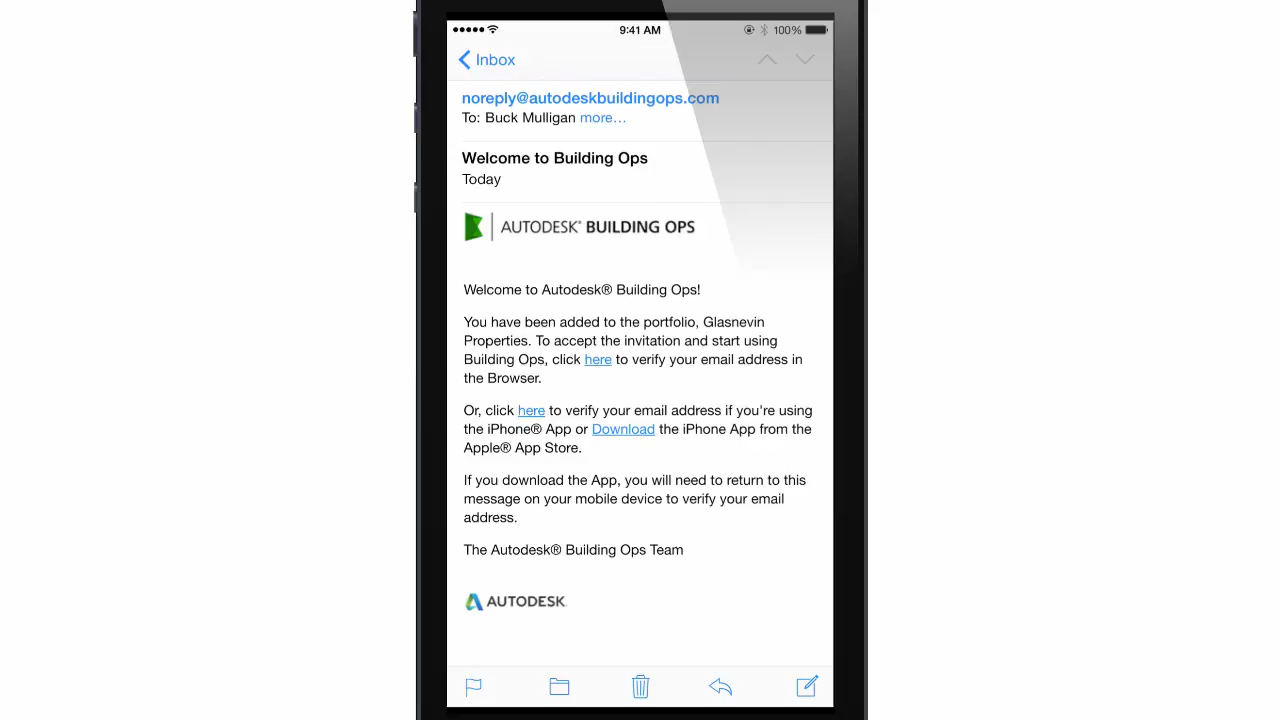 9:41 AM
100%
Inbox
noreply@autodeskbuildingops.com
To: Buck Mulligan more...
Welcome to Building Ops
Today
AUTODESK® BUILDING OPS
Welcome to Autodesk® Building Ops!
You have been added to the portfolio, Glasnevin
Properties. To accept the invitation and start using
Building Ops, click here to verify your email address in
the Browser.
Or, click here to verify your email address if you're using
the iPhone® App or Download the iPhone App from the
Apple® App Store.
If you download the App, you will need to return to this
message on your mobile device to verify your email
address.
The Autodesk® Building Ops Team
AUTODESK.